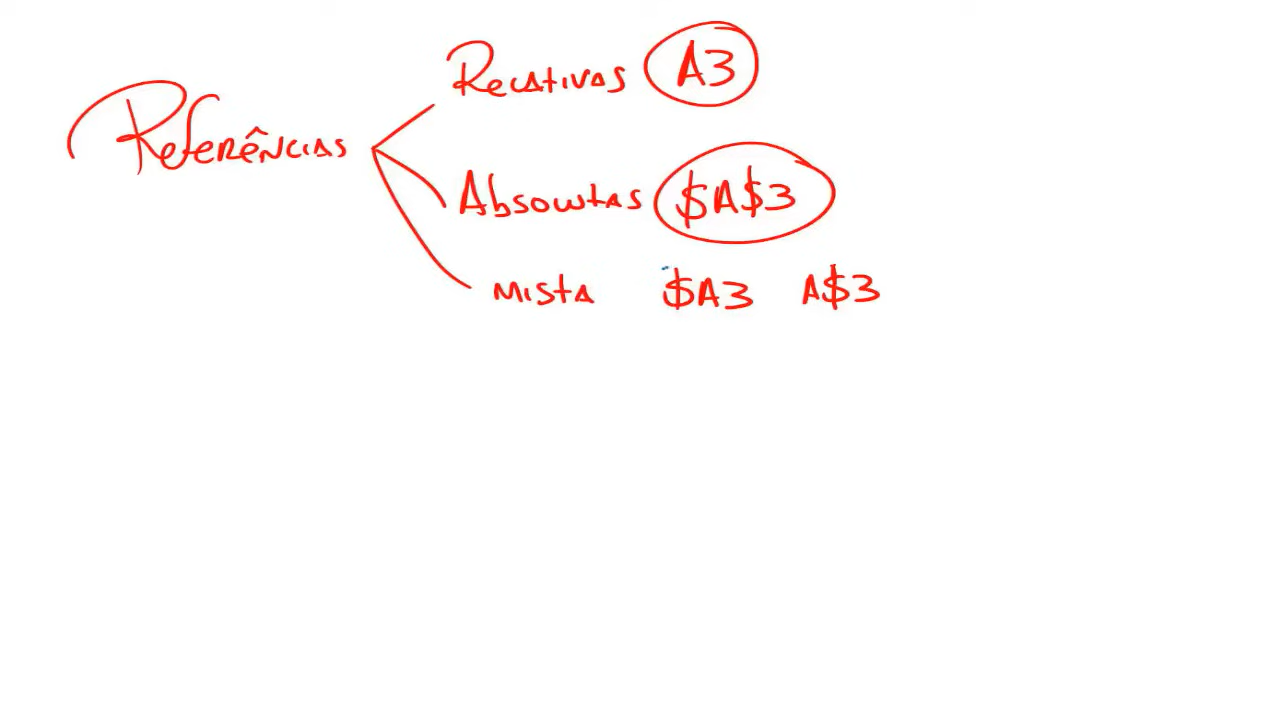 Referências
Relativas A3
Absolutas $A$3
Mista $A3 A$3